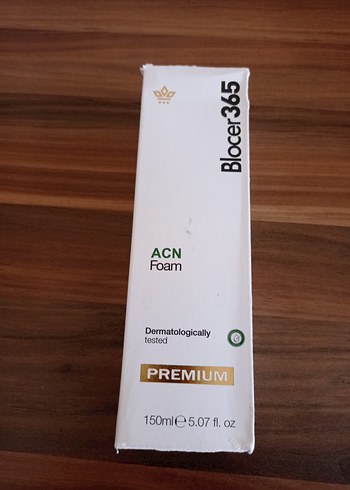 Blocer365
ACN
Foam
Dermatologically
tested
PREMIUM
150ml℮5.07 fl. oz